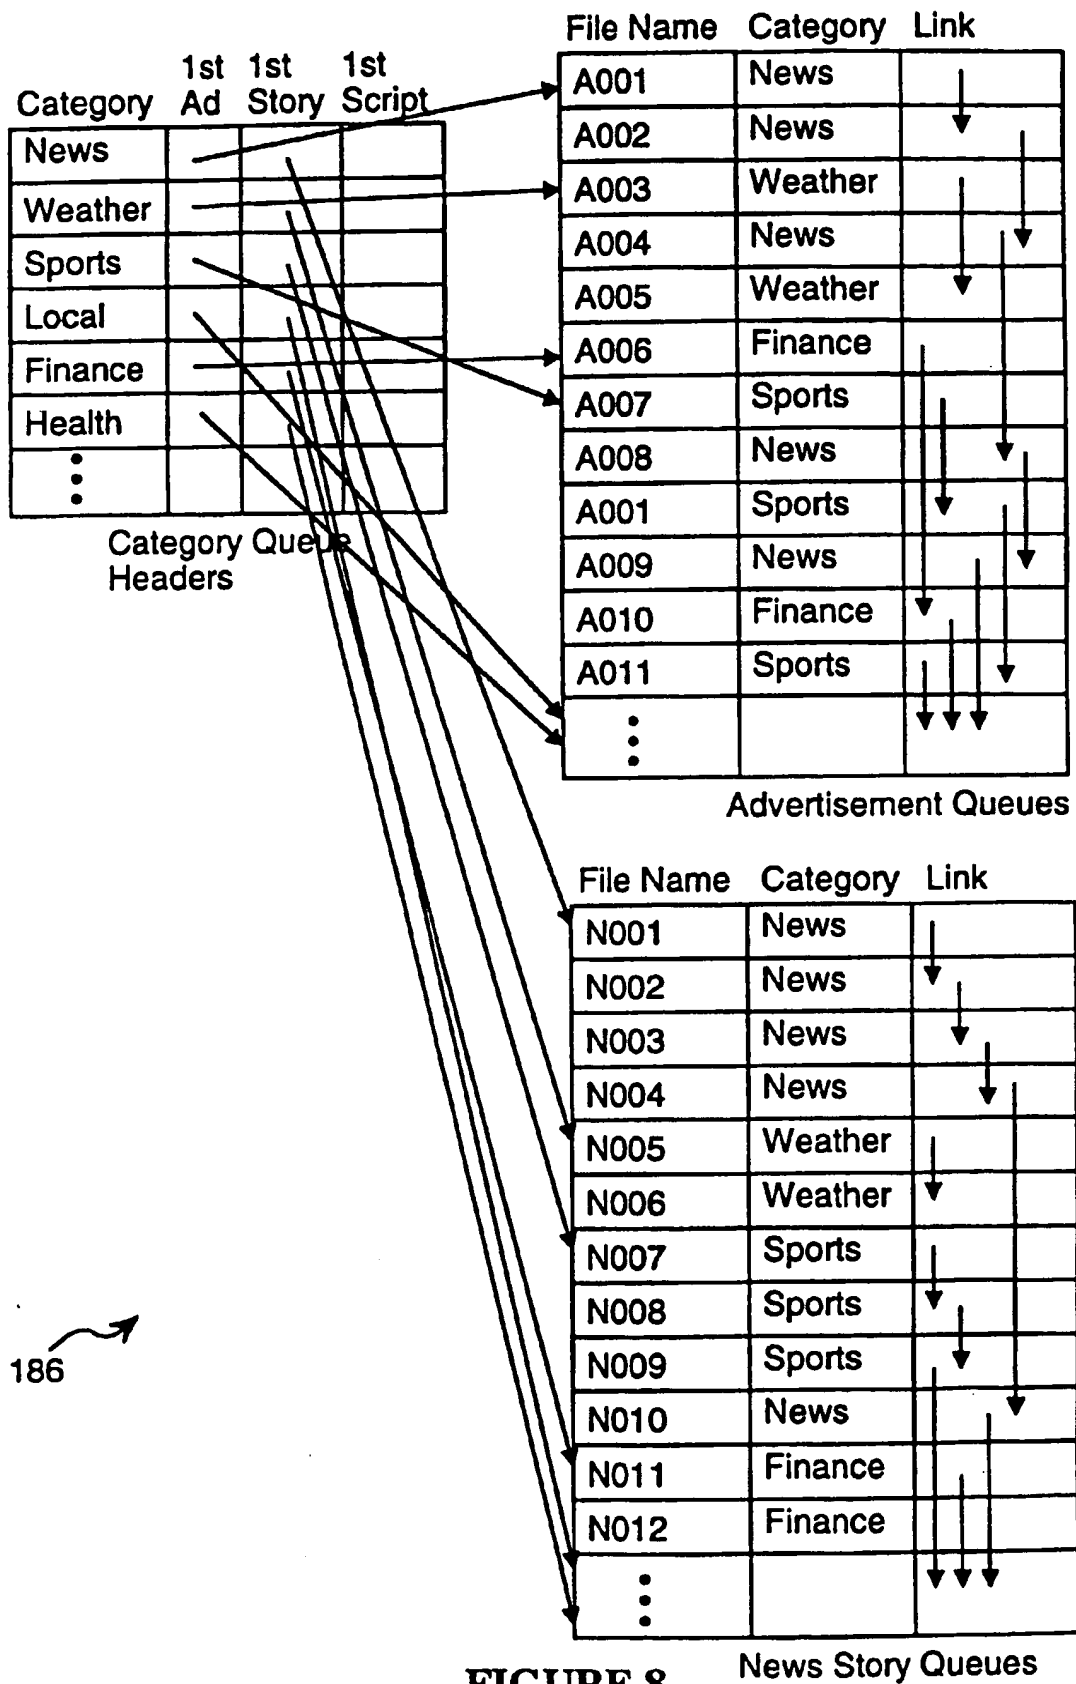 1st 1st 1st
Category Ad Story Script
News
Weather
Sports
Local
Finance
Health
Category Queue
Headers
File Name Category Link
A001 News
A002 News
A003 Weather
A004 News
A005 Weather
A006 Finance
A007 Sports
A008 News
A001 Sports
A009 News
A010 Finance
A011 Sports
Advertisement Queues
File Name Category Link
N001 News
N002 News
N003 News
N004 News
N005 Weather
N006 Weather
N007 Sports
N008 Sports
N009 Sports
N010 News
N011 Finance
N012 Finance
News Story Queues
186
FIGURE 8